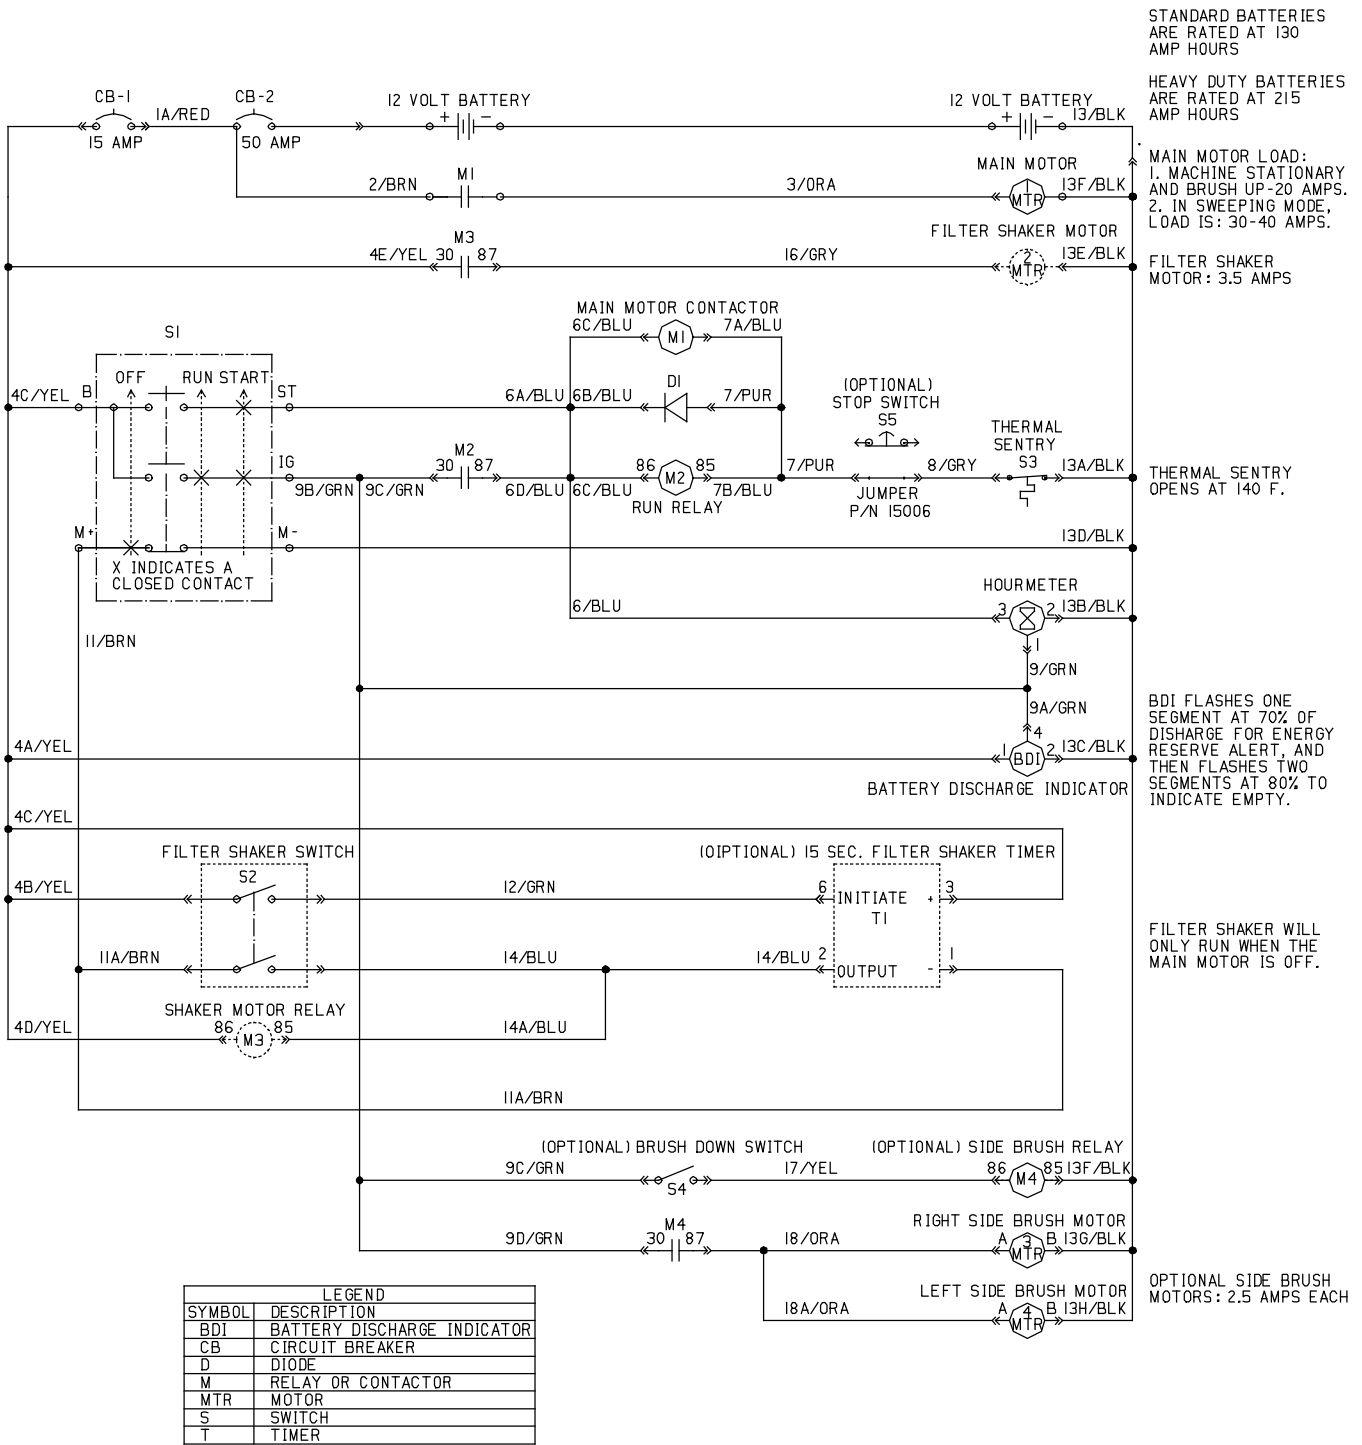 STANDARD BATTERIES
ARE RATED AT 130
AMP HOURS
HEAVY DUTY BATTERIES
ARE RATED AT 215
AMP HOURS
CB-1
1A/RED
CB-2
12 VOLT BATTERY
12 VOLT BATTERY
13/BLK
+ -
+ -
15 AMP
50 AMP
MAIN MOTOR LOAD:
1. MACHINE STATIONARY
AND BRUSH UP-20 AMPS.
2. IN SWEEPING MODE,
LOAD IS: 30-40 AMPS.
MAIN MOTOR
2/BRN
M1
3/ORA
1
MTR
13F/BLK
FILTER SHAKER MOTOR
4E/YEL
M3
30
87
16/GRY
2
MTR
13E/BLK
FILTER SHAKER
MOTOR: 3.5 AMPS
MAIN MOTOR CONTACTOR
6C/BLU
M1
7A/BLU
S1
OFF
RUN
START
4C/YEL
B
ST
6A/BLU
6B/BLU
D1
7/PUR
(OPTIONAL)
STOP SWITCH
S5
THERMAL
SENTRY
S3
IG
9B/GRN
9C/GRN
M2
30
87
6D/BLU
6C/BLU
86
M2
85
7B/BLU
RUN RELAY
7/PUR
JUMPER
P/N 15006
8/GRY
13A/BLK
THERMAL SENTRY
OPENS AT 140 F.
M+
M-
13D/BLK
X INDICATES A
CLOSED CONTACT
HOURMETER
6/BLU
3
2
13B/BLK
1
11/BRN
9/GRN
9A/GRN
4
4A/YEL
1
BDI
2
13C/BLK
BATTERY DISCHARGE INDICATOR
BDI FLASHES ONE
SEGMENT AT 70% OF
DISHARGE FOR ENERGY
RESERVE ALERT, AND
THEN FLASHES TWO
SEGMENTS AT 80% TO
INDICATE EMPTY.
4C/YEL
FILTER SHAKER SWITCH
(OIPTIONAL) 15 SEC. FILTER SHAKER TIMER
4B/YEL
S2
12/GRN
6
INITIATE
+
3
T1
11A/BRN
14/BLU
14/BLU
2
OUTPUT
-
1
FILTER SHAKER WILL
ONLY RUN WHEN THE
MAIN MOTOR IS OFF.
SHAKER MOTOR RELAY
4D/YEL
86
M3
85
14A/BLU
11A/BRN
(OPTIONAL) BRUSH DOWN SWITCH
(OPTIONAL) SIDE BRUSH RELAY
9C/GRN
S4
17/YEL
86
M4
85
13F/BLK
RIGHT SIDE BRUSH MOTOR
9D/GRN
M4
30
87
18/ORA
A
3
MTR
B
13G/BLK
LEFT SIDE BRUSH MOTOR
18A/ORA
A
4
MTR
B
13H/BLK
OPTIONAL SIDE BRUSH
MOTORS: 2.5 AMPS EACH
LEGEND
SYMBOL DESCRIPTION
BDI BATTERY DISCHARGE INDICATOR
CB CIRCUIT BREAKER
D DIODE
M RELAY OR CONTACTOR
MTR MOTOR
S SWITCH
T TIMER